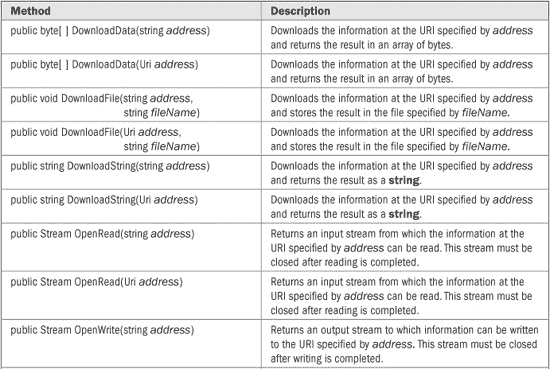 Method Description
public byte[ ] DownloadData(string address) Downloads the information at the URI specified by address
and returns the result in an array of bytes.
public byte[ ] DownloadData(Uri address) Downloads the information at the URI specified by address
and returns the result in an array of bytes.
public void DownloadFile(string address, Downloads the information at the URI specified by address
string fileName) and stores the result in the file specified by fileName.
public void DownloadFile(Uri address, Downloads the information at the URI specified by address
string fileName) and stores the result in the file specified by fileName.
public string DownloadString(string address) Downloads the information at the URI specified by address
and returns the result as a string.
public string DownloadString(Uri address) Downloads the information at the URI specified by address
and returns the result as a string.
public Stream OpenRead(string address) Returns an input stream from which the information at the
URI specified by address can be read. This stream must be
closed after reading is completed.
public Stream OpenRead(Uri address) Returns an input stream from which the information at the
URI specified by address can be read. This stream must be
closed after reading is completed.
public Stream OpenWrite(string address) Returns an output stream to which information can be written
to the URI specified by address. This stream must be closed
after writing is completed.